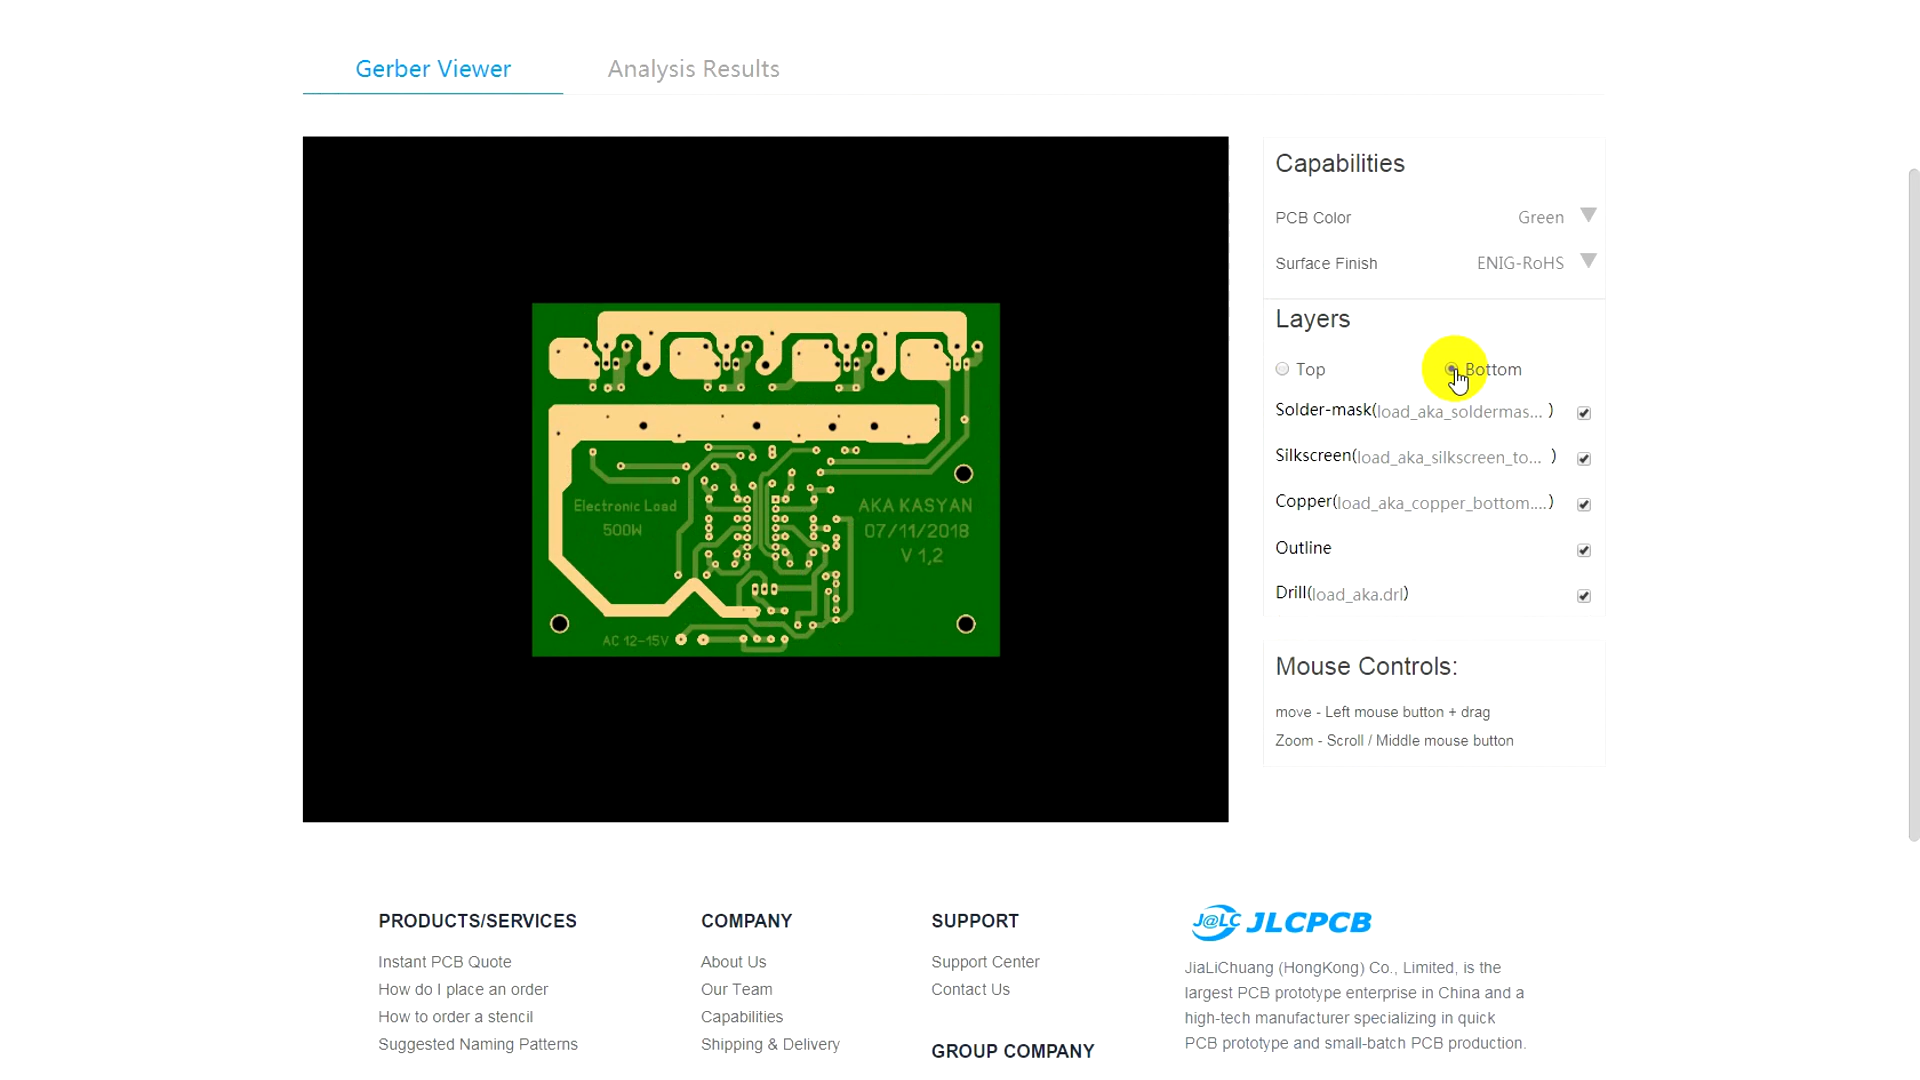 Gerber Viewer
Analysis Results
Capabilities
PCB Color Green
Surface Finish ENIG-RoHS
Layers
Top Bottom
Solder-mask(load_aka_soldermas... )
Silkscreen(load_aka_silkscreen_to... )
Copper(load_aka_copper_bottom....)
Outline
Drill(load_aka.drl)
Mouse Controls:
move - Left mouse button + drag
Zoom - Scroll / Middle mouse button
Electronic Load
500W
AKA KASYAN
07/11/2018
V 1,2
AC 12-15V
PRODUCTS/SERVICES
Instant PCB Quote
How do I place an order
How to order a stencil
Suggested Naming Patterns
COMPANY
About Us
Our Team
Capabilities
Shipping & Delivery
SUPPORT
Support Center
Contact Us
GROUP COMPANY
J@LC JLCPCB
JiaLiChuang (HongKong) Co., Limited, is the
largest PCB prototype enterprise in China and a
high-tech manufacturer specializing in quick
PCB prototype and small-batch PCB production.